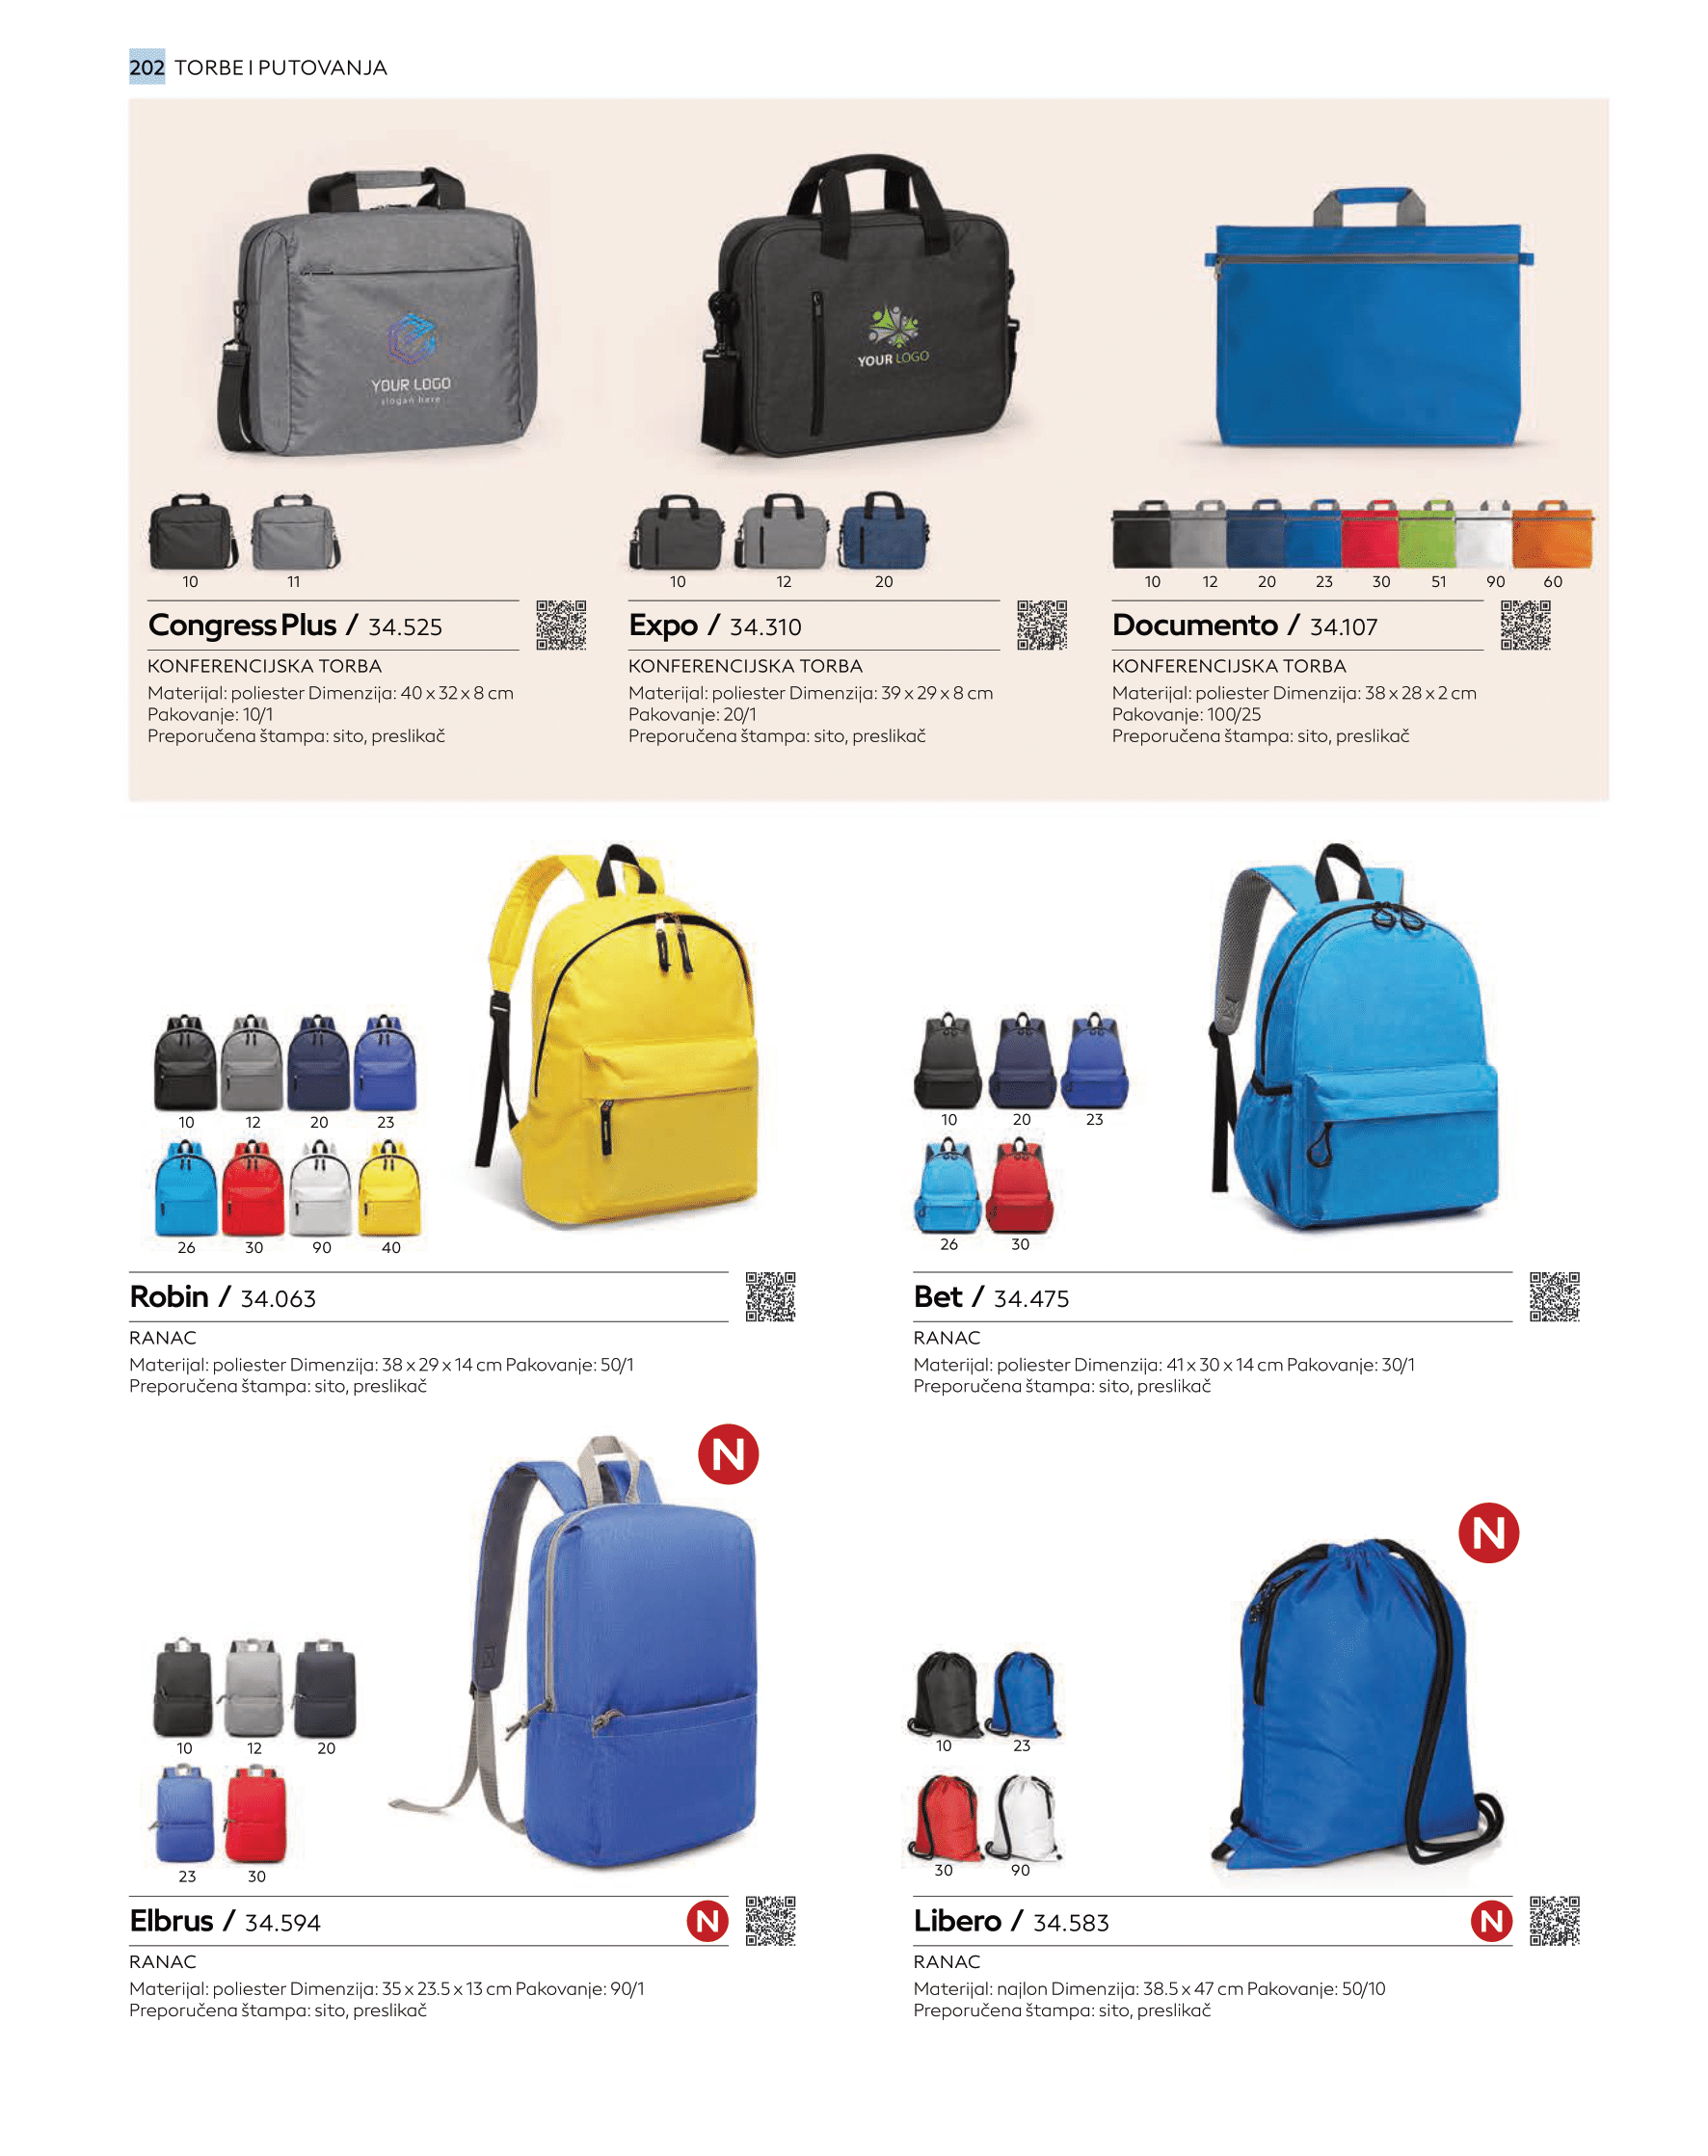 202 TORBE I PUTOVANJA
YOUR LOGO
slogan here
YOUR LOGO
10 11
10 12 20
10 12 20 23 30 51 90 60
Congress Plus / 34.525
KONFERENCIJSKA TORBA
Materijal: poliester Dimenzija: 40 x 32 x 8 cm
Pakovanje: 10/1
Preporučena štampa: sito, preslikač
Expo / 34.310
KONFERENCIJSKA TORBA
Materijal: poliester Dimenzija: 39 x 29 x 8 cm
Pakovanje: 20/1
Preporučena štampa: sito, preslikač
Documento / 34.107
KONFERENCIJSKA TORBA
Materijal: poliester Dimenzija: 38 x 28 x 2 cm
Pakovanje: 100/25
Preporučena štampa: sito, preslikač
10 12 20 23
26 30 90 40
Robin / 34.063
RANAC
Materijal: poliester Dimenzija: 38 x 29 x 14 cm Pakovanje: 50/1
Preporučena štampa: sito, preslikač
10 20 23
26 30
Bet / 34.475
RANAC
Materijal: poliester Dimenzija: 41 x 30 x 14 cm Pakovanje: 30/1
Preporučena štampa: sito, preslikač
N
10 12 20
23 30
Elbrus / 34.594 N
RANAC
Materijal: poliester Dimenzija: 35 x 23.5 x 13 cm Pakovanje: 90/1
Preporučena štampa: sito, preslikač
N
10 23
30 90
Libero / 34.583 N
RANAC
Materijal: najlon Dimenzija: 38.5 x 47 cm Pakovanje: 50/10
Preporučena štampa: sito, preslikač